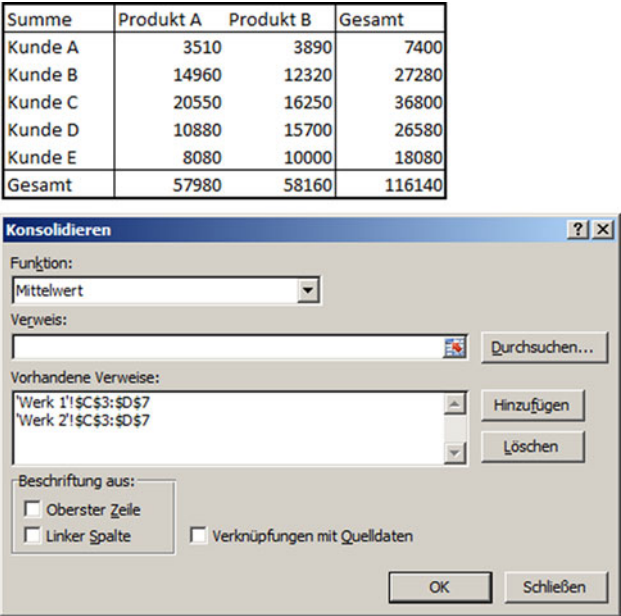 Summe Produkt A Produkt B Gesamt
Kunde A 3510 3890 7400
Kunde B 14960 12320 27280
Kunde C 20550 16250 36800
Kunde D 10880 15700 26580
Kunde E 8080 10000 18080
Gesamt 57980 58160 116140
Konsolidieren
Funktion:
Mittelwert
Verweis:
Durchsuchen...
Vorhandene Verweise:
'Werk 1'!$C$3:$D$7
'Werk 2'!$C$3:$D$7
Hinzufügen
Löschen
Beschriftung aus:
Oberster Zeile
Linker Spalte
Verknüpfungen mit Quelldaten
OK Schließen